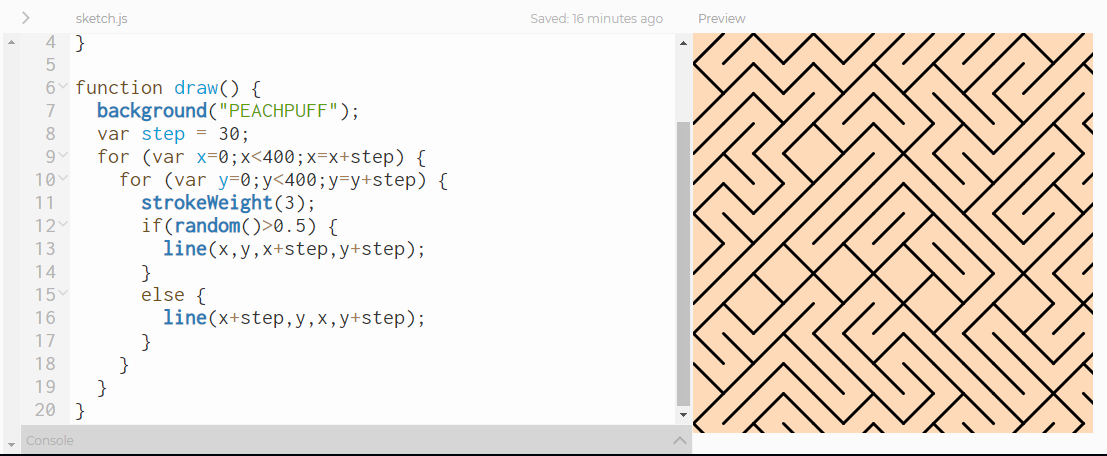 sketch.js Saved: 16 minutes ago Preview
4 }
5
6 function draw() {
7 background("PEACHPUFF");
8 var step = 30;
9 for (var x=0;x<400;x=x+step) {
10 for (var y=0;y<400;y=y+step) {
11 strokeWeight(3);
12 if(random()>0.5) {
13 line(x,y,x+step,y+step);
14 }
15 else {
16 line(x+step,y,x,y+step);
17 }
18 }
19 }
20 }
Console